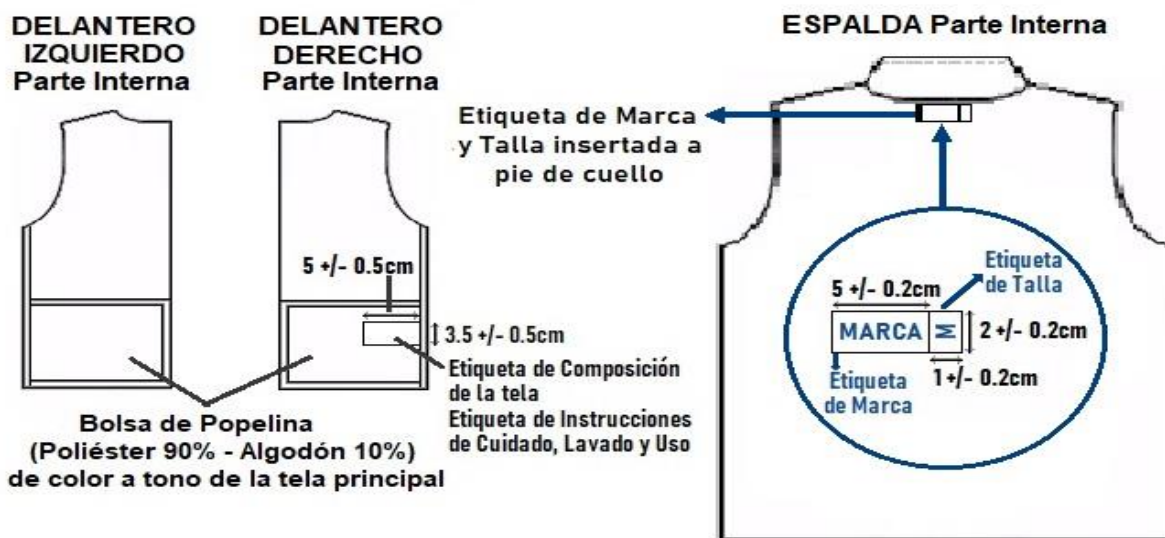 DELANTERO
IZQUIERDO
Parte Interna
DELANTERO
DERECHO
Parte Interna
5 +/- 0.5cm
3.5 +/- 0.5cm
Etiqueta de Composición
de la tela
Etiqueta de Instrucciones
de Cuidado, Lavado y Uso
Bolsa de Popelina
(Poliéster 90% - Algodón 10%)
de color a tono de la tela principal
ESPALDA Parte Interna
Etiqueta de Marca
y Talla insertada a
pie de cuello
Etiqueta
de Talla
5 +/- 0.2cm
MARCA
M
2 +/- 0.2cm
1 +/- 0.2cm
Etiqueta
de Marca